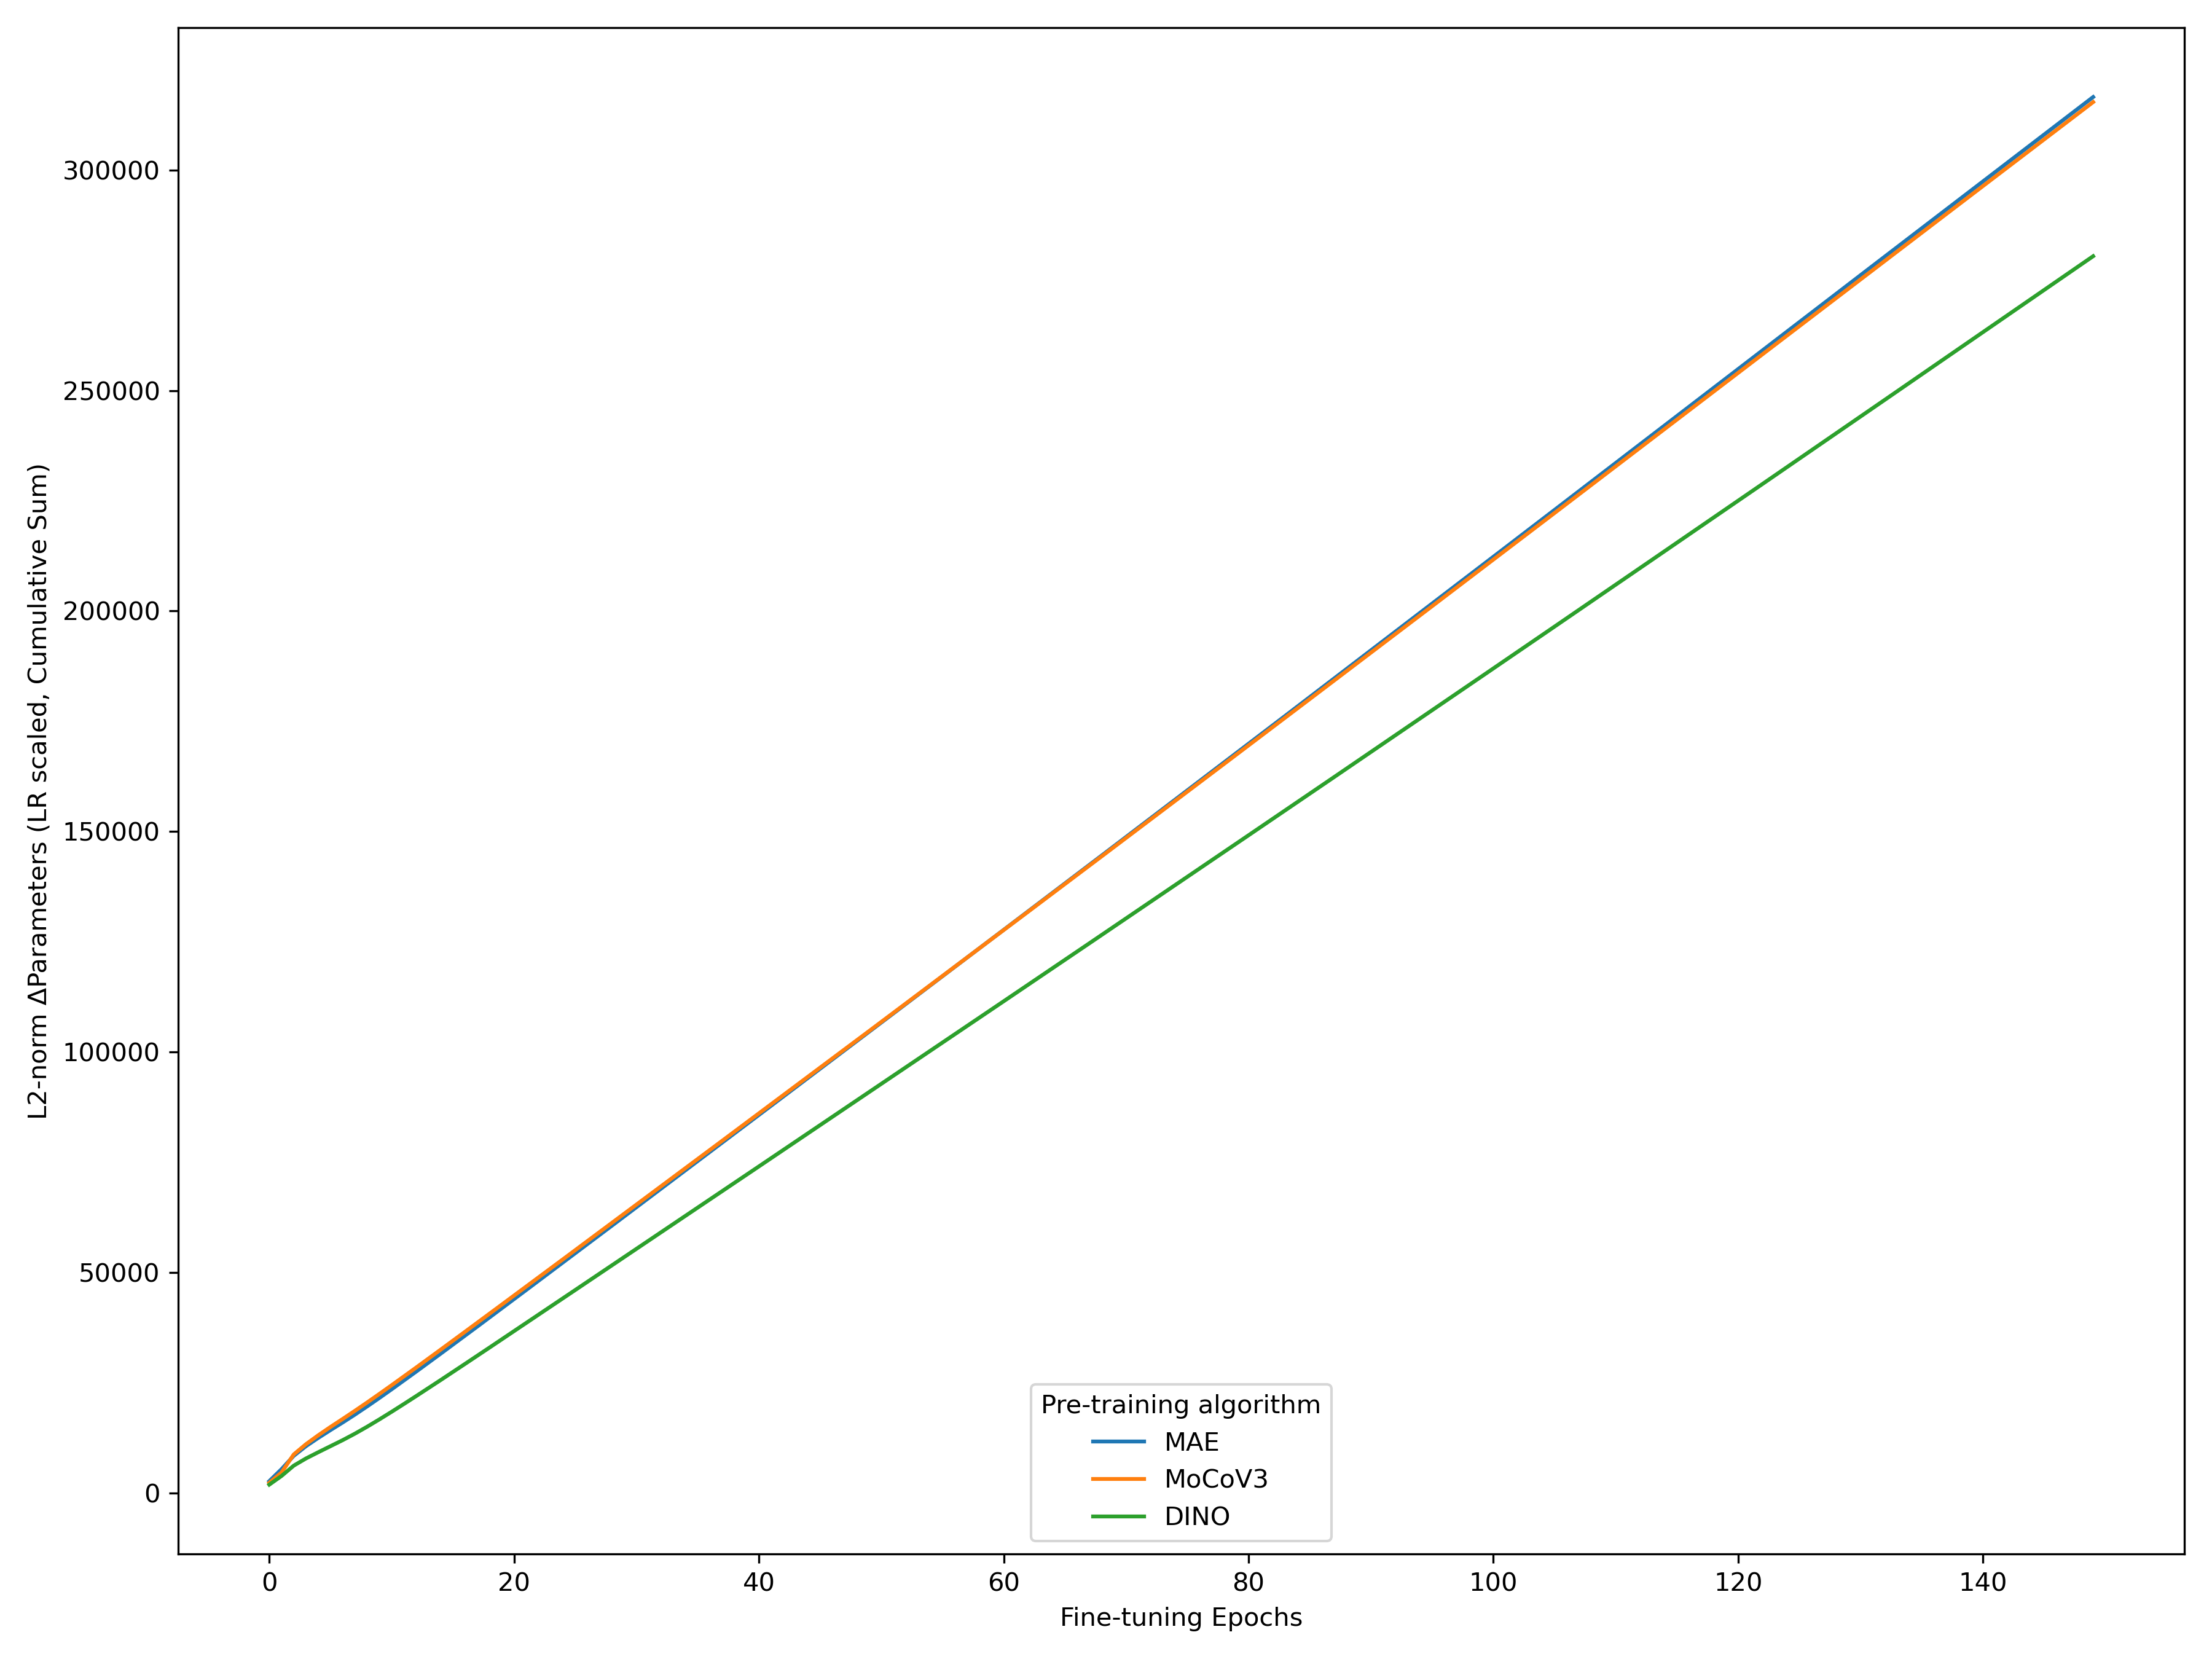 L2-norm ΔParameters (LR scaled, Cumulative Sum)
300000
250000
200000
150000
100000
50000
0
Pre-training algorithm
MAE
MoCoV3
DINO
0 20 40 60 80 100 120 140
Fine-tuning Epochs